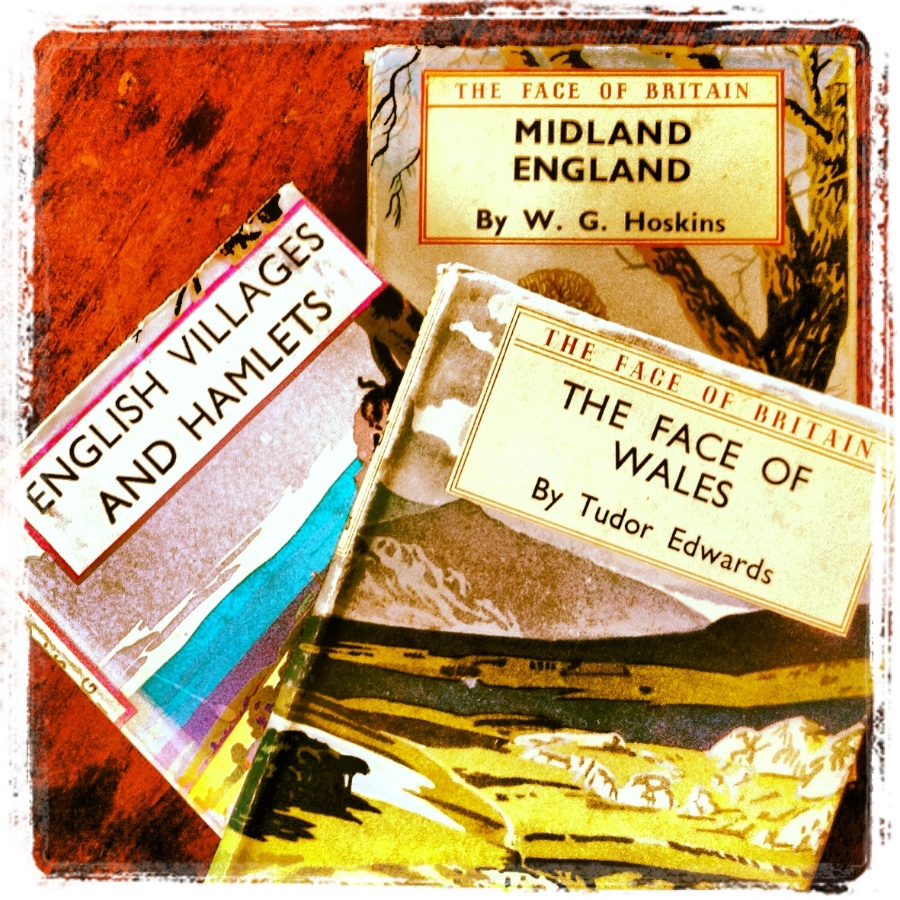 THE FACE OF BRITAIN
MIDLAND
ENGLAND
By W. G. Hoskins
ENGLISH VILLAGES
AND HAMLETS
THE FACE OF BRITAIN
THE FACE OF
WALES
By Tudor Edwards